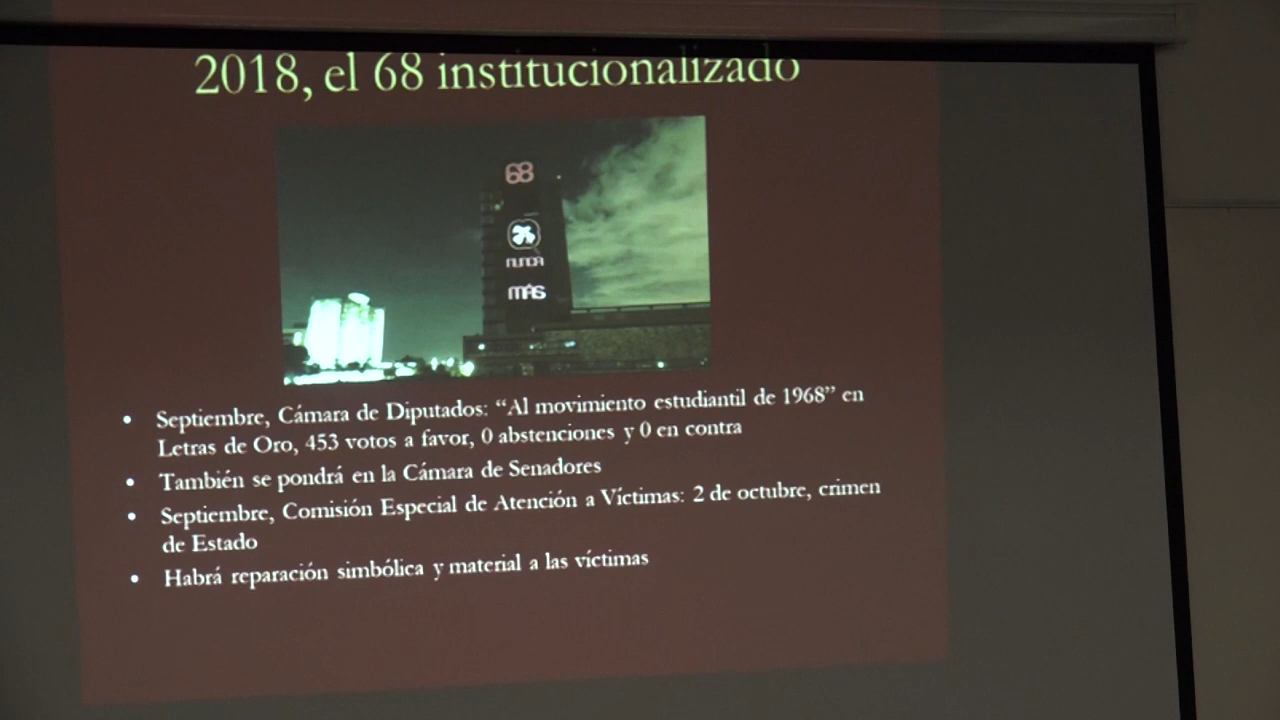 2018, el 68 institucionalizado
68
nunca
más
• Septiembre, Cámara de Diputados: “Al movimiento estudiantil de 1968” en
Letras de Oro, 453 votos a favor, 0 abstenciones y 0 en contra
• También se pondrá en la Cámara de Senadores
• Septiembre, Comisión Especial de Atención a Víctimas: 2 de octubre, crimen
de Estado
• Habrá reparación simbólica y material a las víctimas